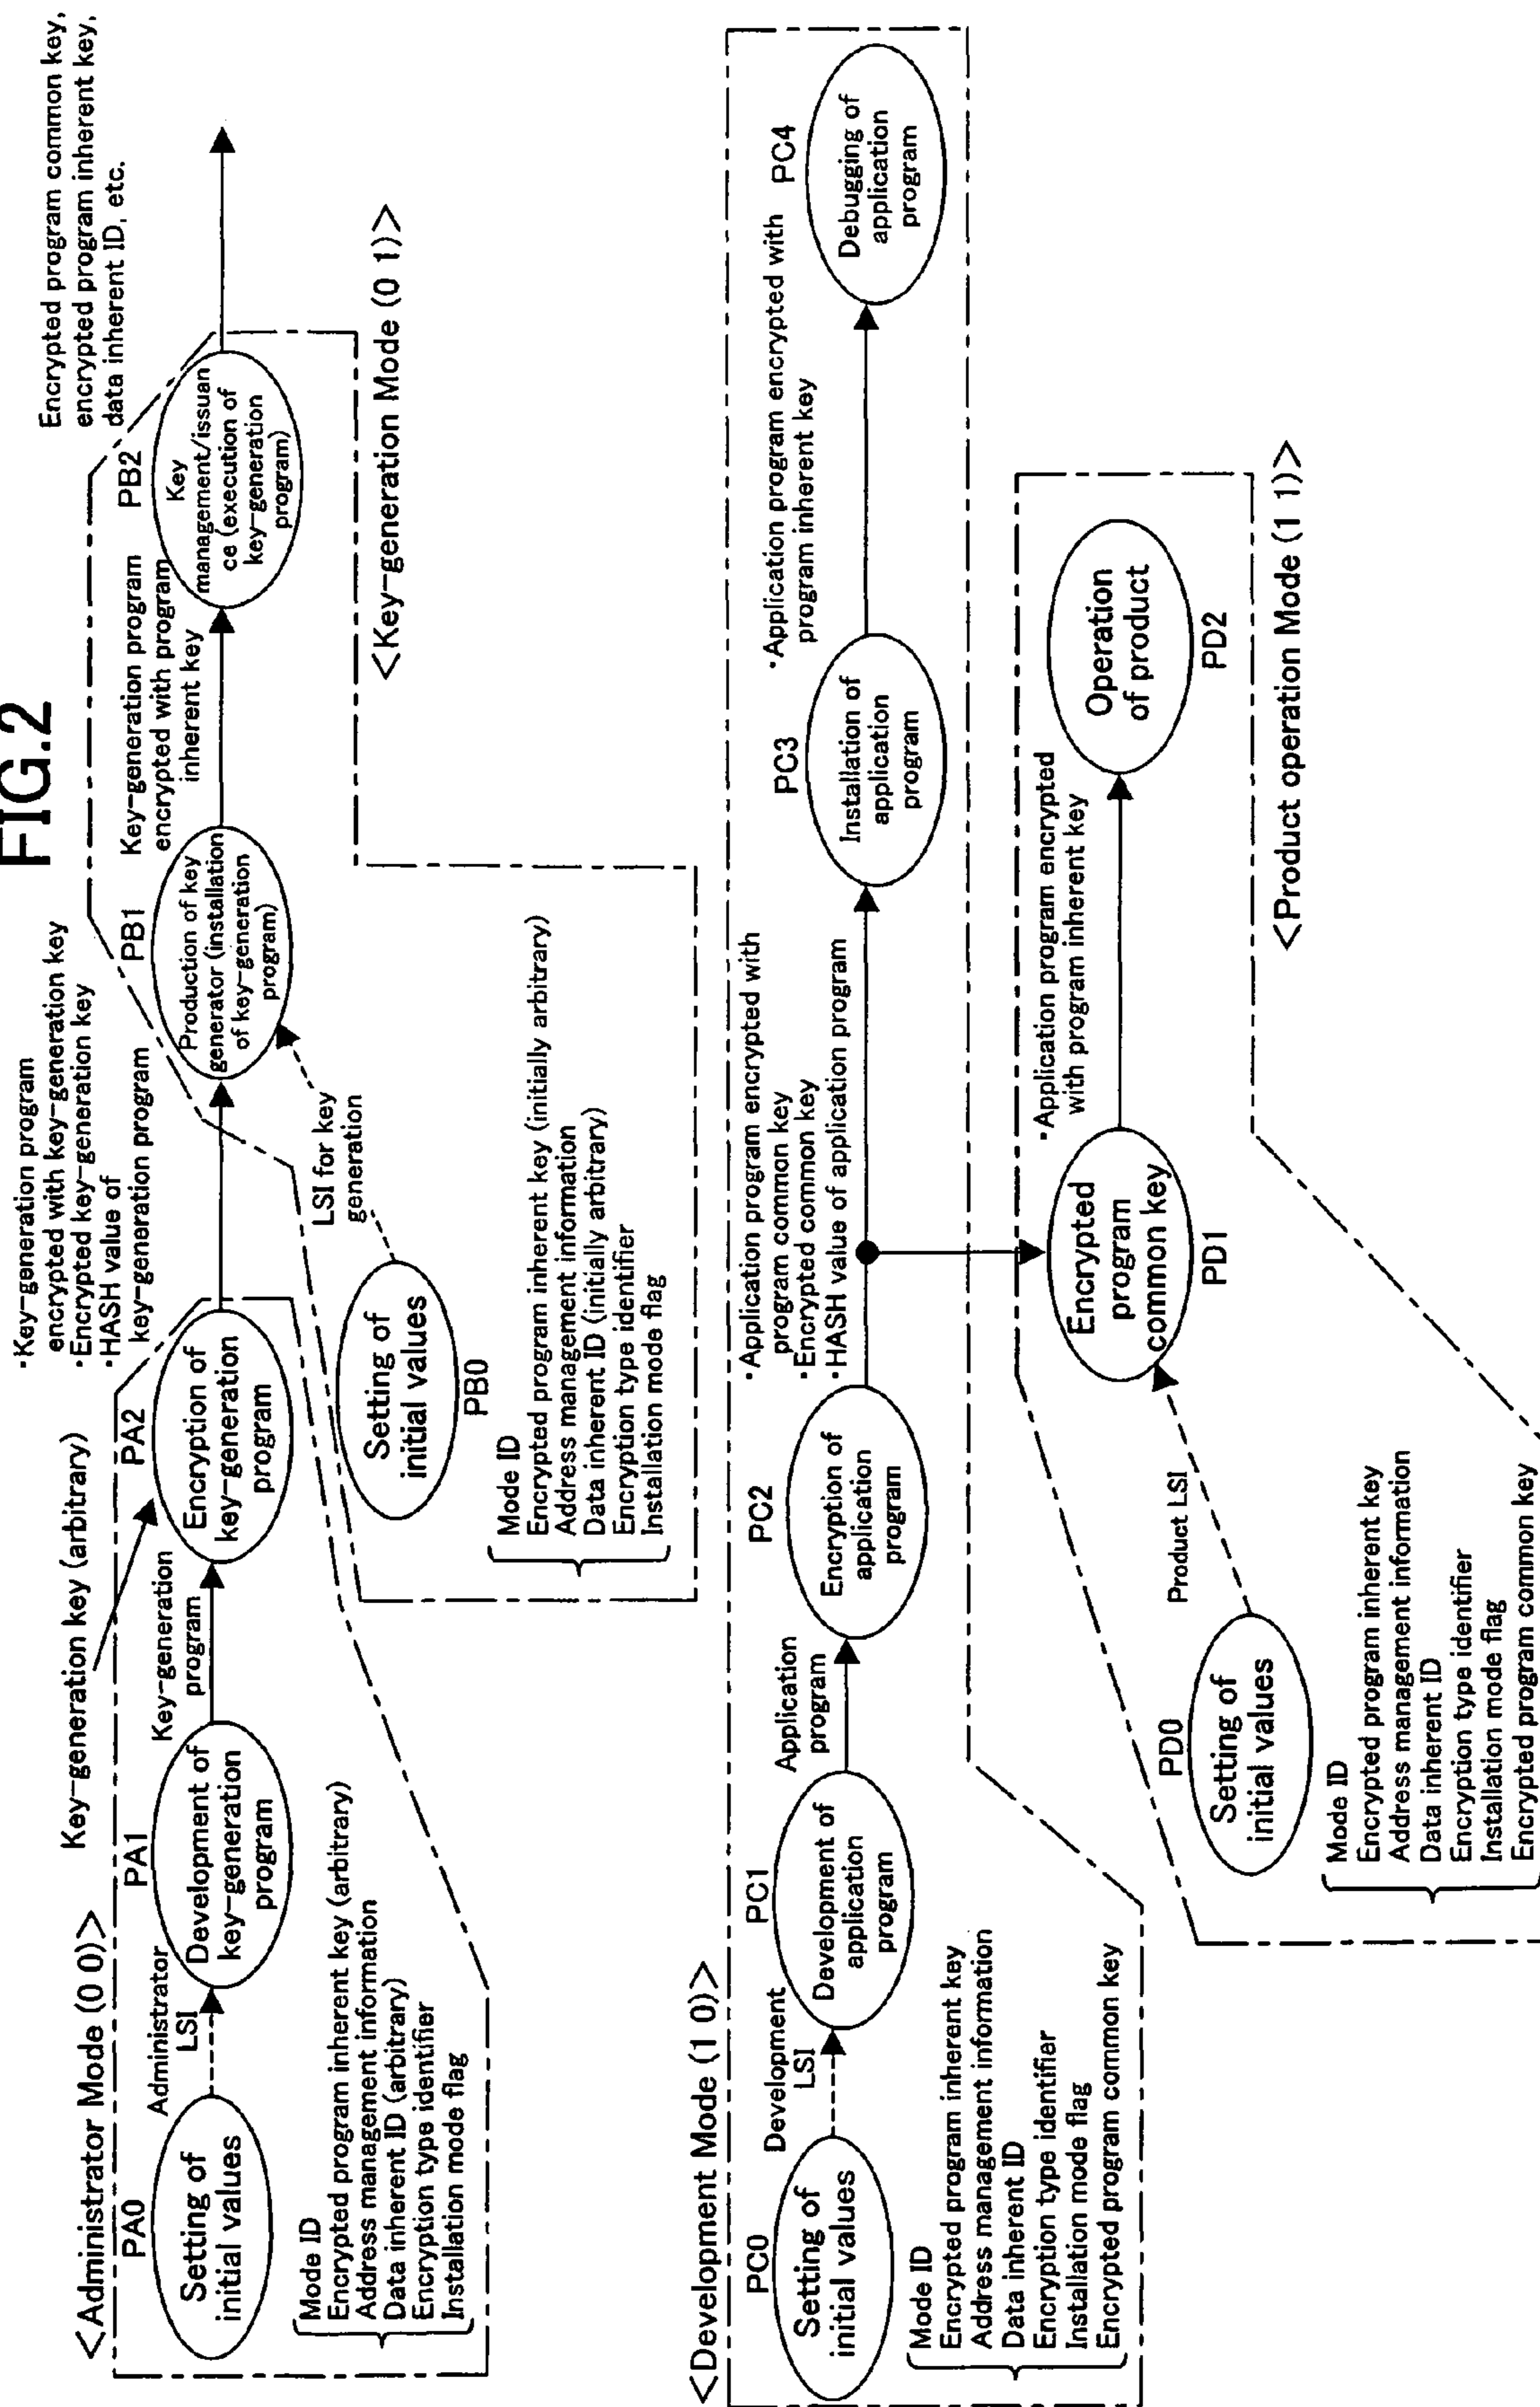 FIG.2
<Administrator Mode (0 0)>
PA0
Setting of
initial values
Administrator
LSI
Mode ID
Encrypted program inherent key (arbitrary)
Address management information
Data inherent ID (arbitrary)
Encryption type identifier
Installation mode flag
PA1
Development of
key-generation
program
Key-generation
program
Key-generation key (arbitrary)
PA2
Encryption of
key-generation
program
・Key-generation program
encrypted with key-generation key
・Encrypted key-generation key
・HASH value of
key-generation program
PB0
Setting of
initial values
LSI for key
generation
Mode ID
Encrypted program inherent key (initially arbitrary)
Address management information
Data inherent ID (initially arbitrary)
Encryption type identifier
Installation mode flag
PB1
Production of key
generator (installation
of key-generation
program)
Key-generation program
encrypted with program
inherent key
PB2
Key
management/issuan
ce (execution of
key-generation
program)
Encrypted program common key,
encrypted program inherent key,
data inherent ID, etc.
<Key-generation Mode (0 1)>
<Development Mode (1 0)>
PC0
Setting of
initial values
Development
LSI
Mode ID
Encrypted program inherent key
Address management information
Data inherent ID
Encryption type identifier
Installation mode flag
Encrypted program common key
PC1
Development of
application
program
Application
program
PC2
Encryption of
application
program
・Application program encrypted with
program common key
・Encrypted common key
・HASH value of application program
PC3
Installation of
application
program
・Application program encrypted with
program inherent key
PC4
Debugging of
application
program
PD0
Setting of
initial values
Product LSI
Mode ID
Encrypted program inherent key
Address management information
Data inherent ID
Encryption type identifier
Installation mode flag
Encrypted program common key
Encrypted
program
common key
PD1
・Application program encrypted
with program inherent key
Operation
of product
PD2
<Product operation Mode (1 1)>